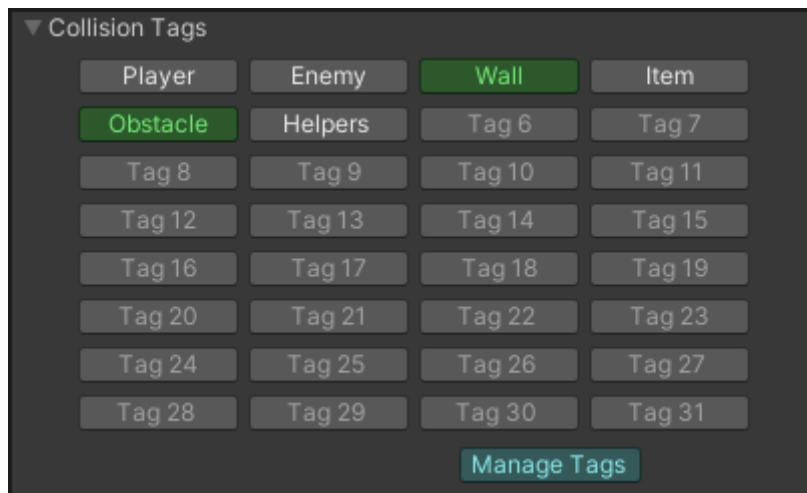 Collision Tags
Player Enemy Wall Item
Obstacle Helpers Tag 6 Tag 7
Tag 8 Tag 9 Tag 10 Tag 11
Tag 12 Tag 13 Tag 14 Tag 15
Tag 16 Tag 17 Tag 18 Tag 19
Tag 20 Tag 21 Tag 22 Tag 23
Tag 24 Tag 25 Tag 26 Tag 27
Tag 28 Tag 29 Tag 30 Tag 31
Manage Tags